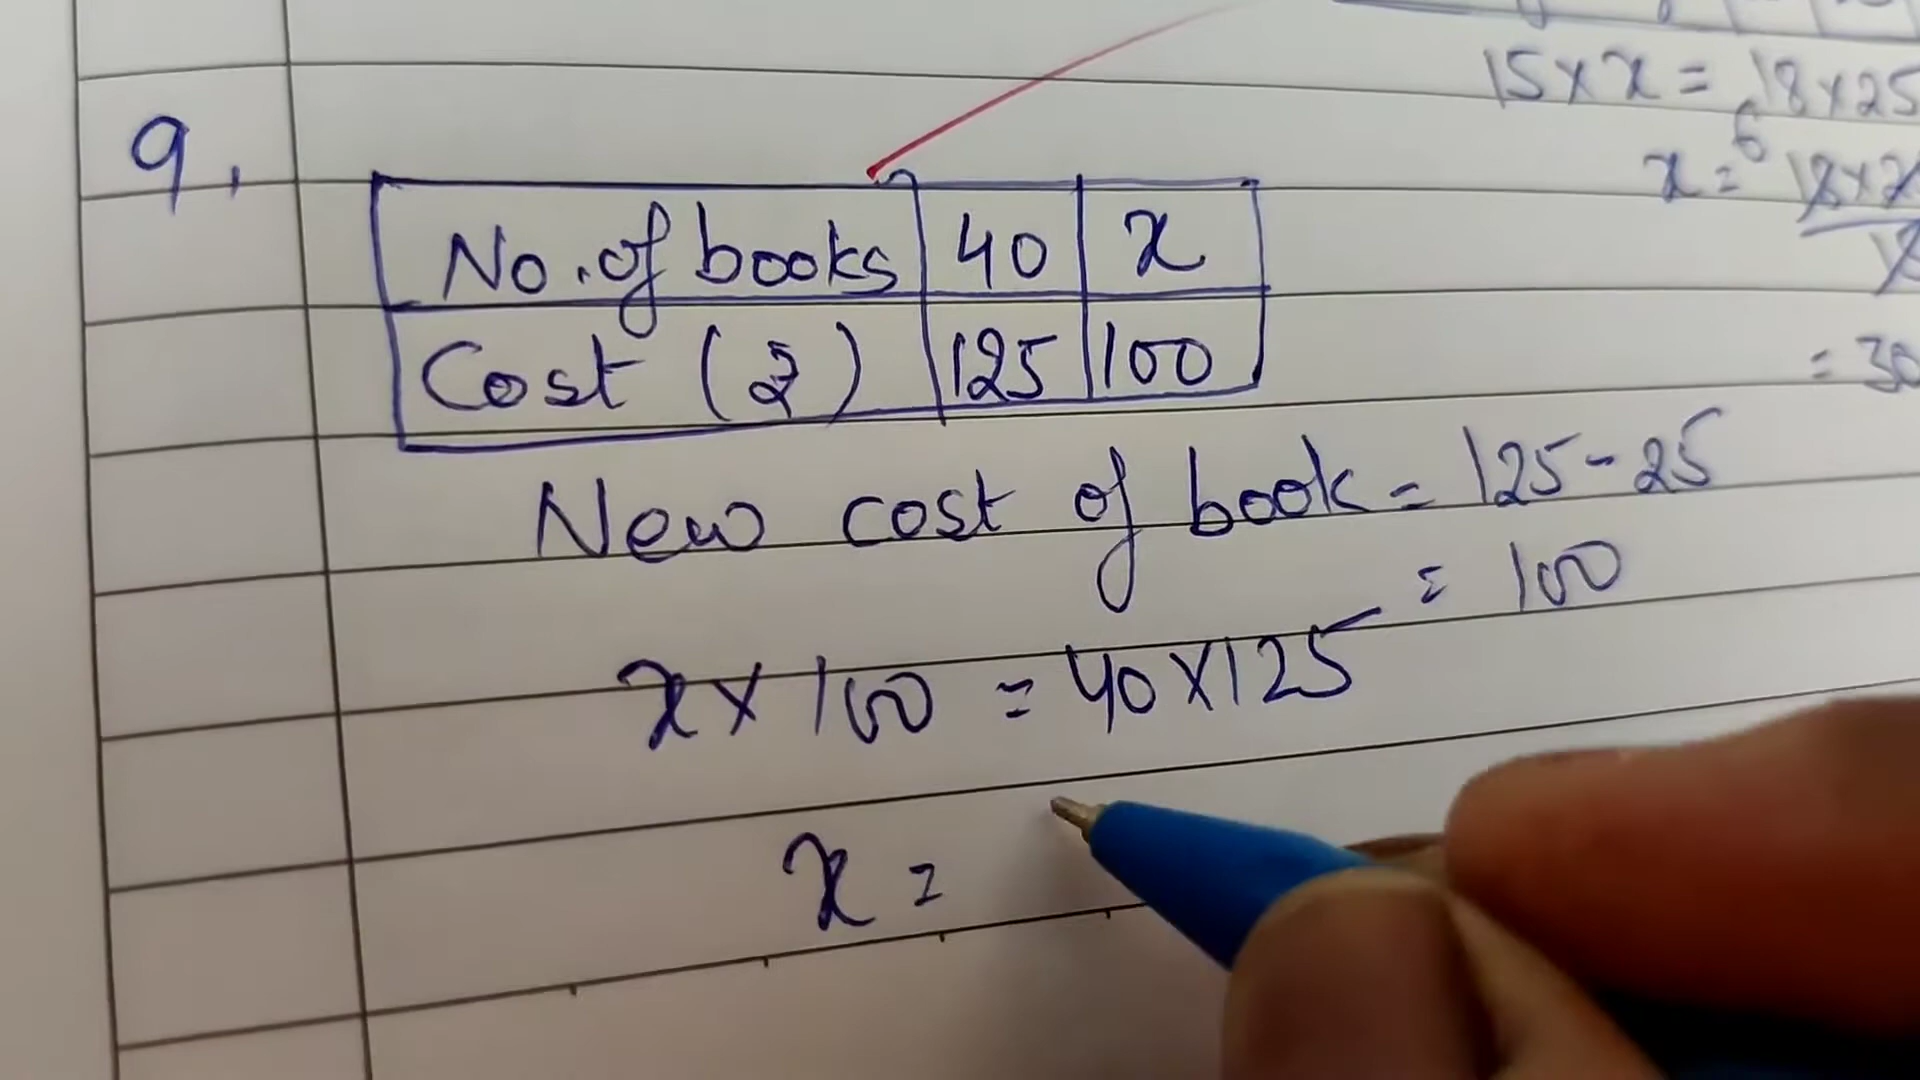 15 × x = 18×25
x =
6
= 30
9.
No. of books 40 x
Cost (₹) 125 100
New cost of book = 125 - 25
= 100
x × 100 = 40 × 125
x =